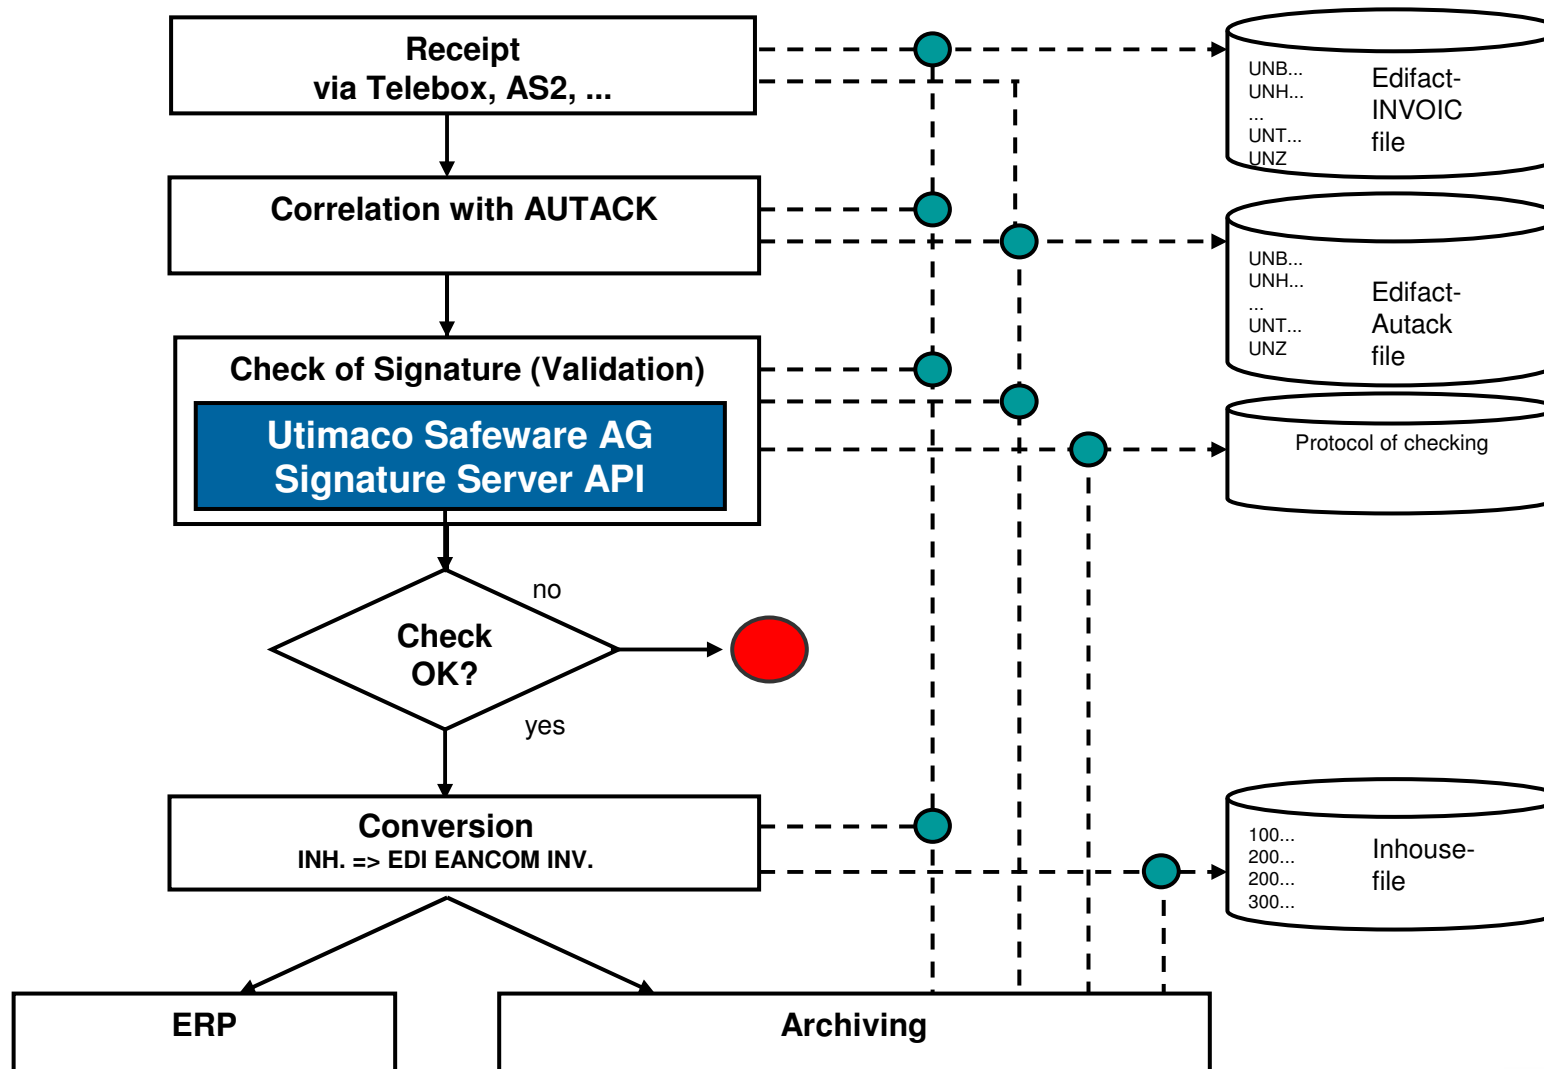 Receipt
via Telebox, AS2, ...
UNB...
UNH...
...
UNT...
UNZ
Edifact-
INVOIC
file
Correlation with AUTACK
UNB...
UNH...
...
UNT...
UNZ
Edifact-
Autack
file
Check of Signature (Validation)
Utimaco Safeware AG
Signature Server API
Protocol of checking
no
Check
OK?
yes
Conversion
INH. => EDI EANCOM INV.
100...
200...
200...
300...
Inhouse-
file
ERP
Archiving